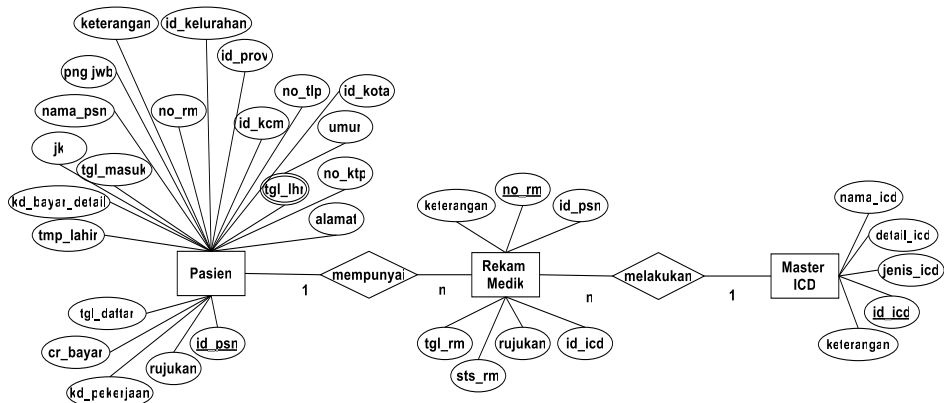 keterangan
id_kelurahan
id_prov
png jwb
no_tlp
id_kota
nama_psn
no_rm
id_kcm
umur
jk
tgl_masuk
tgl_lhr
no_ktp
kd_bayar_detail
tmp_lahir
alamat
Pasien
1
mempunyai
n
keterangan
no_rm
id_psn
Rekam
Medik
n
melakukan
1
nama_icd
detail_icd
jenis_icd
Master
ICD
id_icd
keterangan
tgl_daftar
cr_bayar
kd_pekerjaan
rujukan
id_psn
tgl_rm
sts_rm
rujukan
id_icd